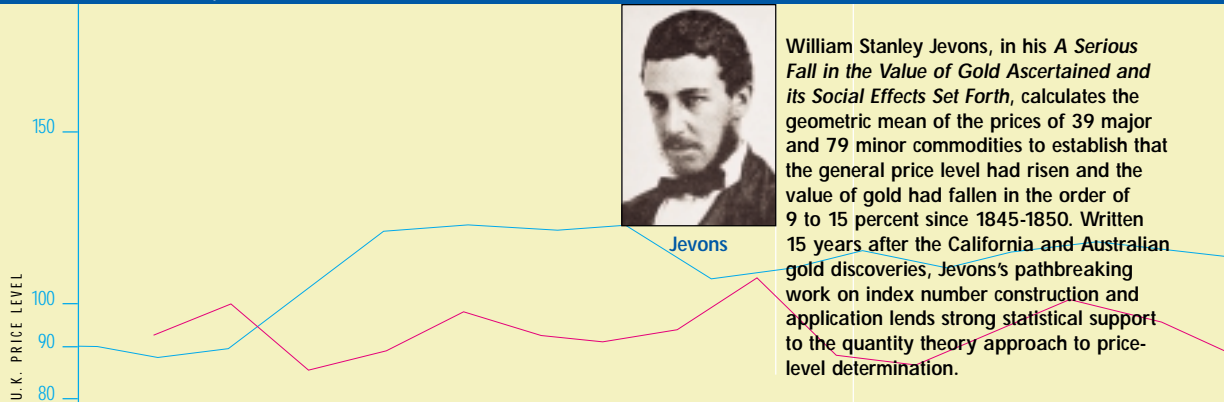 150
100
90
80
U.K. PRICE LEVEL
Jevons
William Stanley Jevons, in his A Serious
Fall in the Value of Gold Ascertained and
its Social Effects Set Forth, calculates the
geometric mean of the prices of 39 major
and 79 minor commodities to establish that
the general price level had risen and the
value of gold had fallen in the order of
9 to 15 percent since 1845-1850. Written
15 years after the California and Australian
gold discoveries, Jevons's pathbreaking
work on index number construction and
application lends strong statistical support
to the quantity theory approach to price-
level determination.